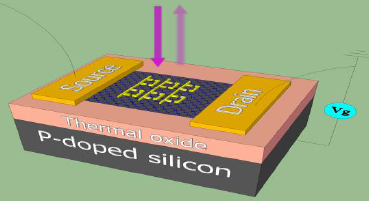 Source
Drain
Vg
Thermal oxide
P-doped silicon